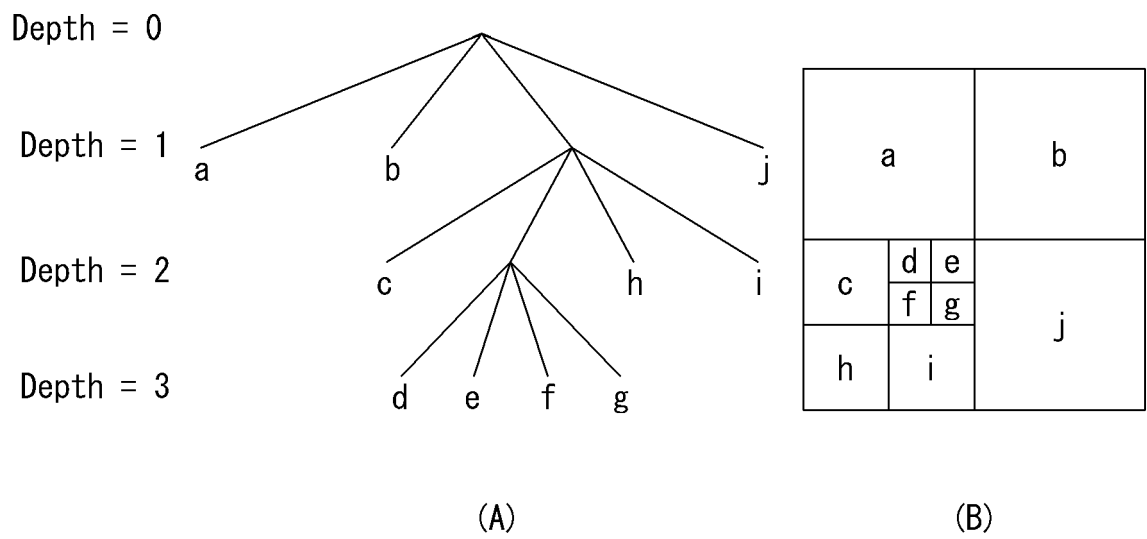 Depth = 0
Depth = 1
a b j
Depth = 2
c h i
Depth = 3
d e f g
(A)
a b
c d e
f g
j
h i
(B)